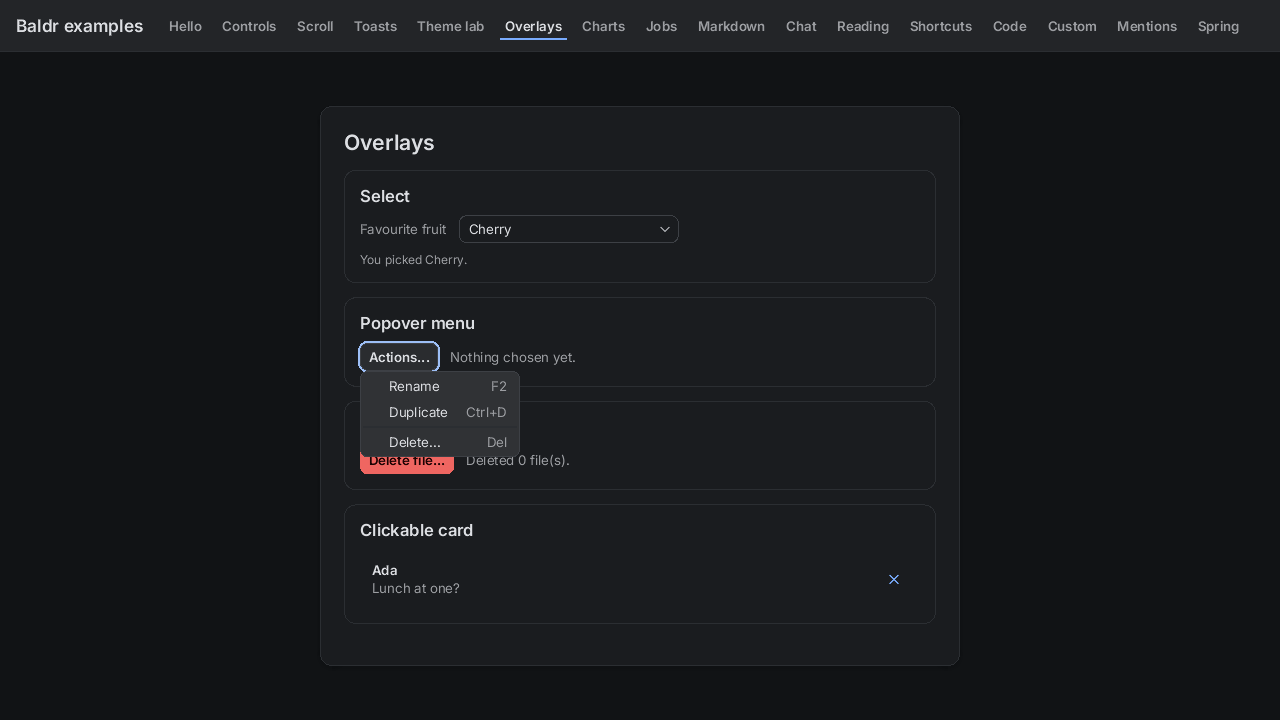 Baldr examples Hello Controls Scroll Toasts Theme lab Overlays Charts Jobs Markdown Chat Reading Shortcuts Code Custom Mentions Spring
Overlays
Select
Favourite fruit Cherry
You picked Cherry.
Popover menu
Actions... Nothing chosen yet.
Rename F2
Duplicate Ctrl+D
Delete... Del
Delete file... Deleted 0 file(s).
Clickable card
Ada
Lunch at one?